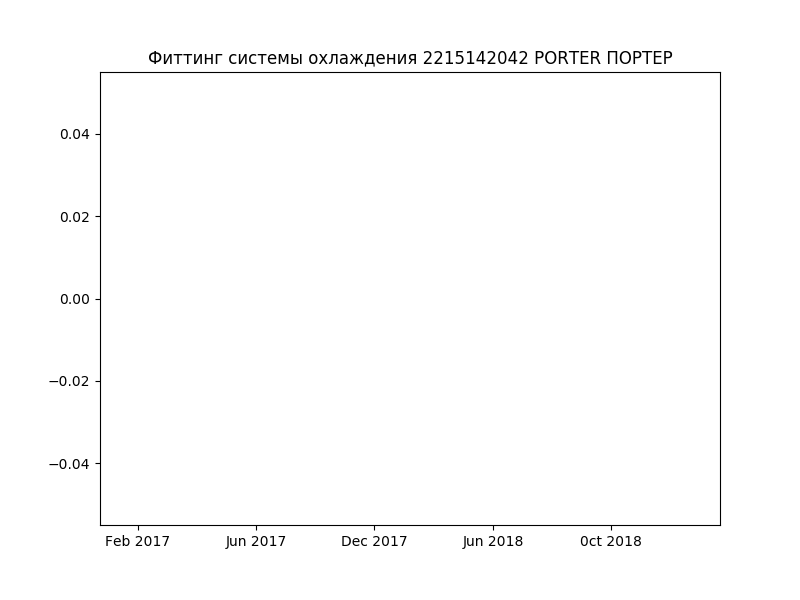 Фиттинг системы охлаждения 2215142042 PORTER ПОРТЕР
0.04
0.02
0.00
−0.02
−0.04
Feb 2017 Jun 2017 Dec 2017 Jun 2018 0ct 2018